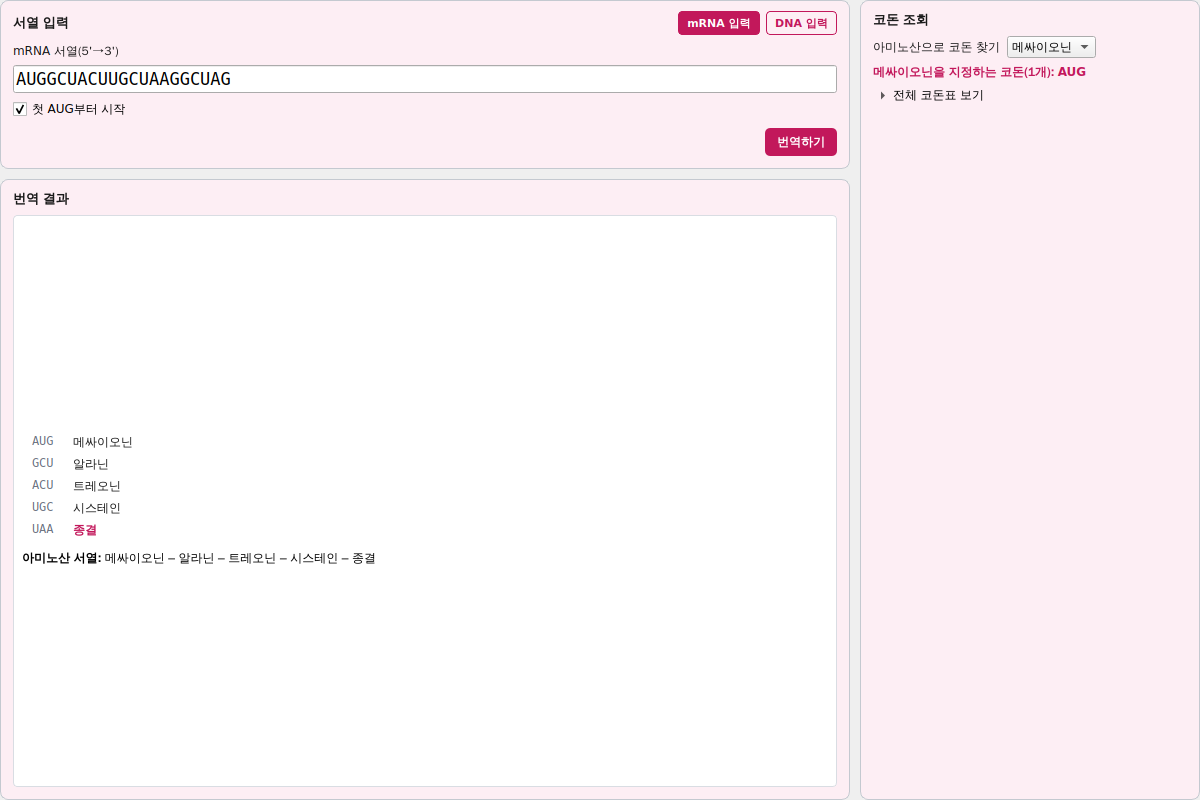 서열 입력
mRNA 입력 DNA 입력
mRNA 서열(5'→3')
AUGGCUACUUGCUAAGGCUAG
첫 AUG부터 시작
번역하기
번역 결과
AUG 메싸이오닌
GCU 알라닌
ACU 트레오닌
UGC 시스테인
UAA 종결
아미노산 서열: 메싸이오닌 – 알라닌 – 트레오닌 – 시스테인 – 종결
코돈 조회
아미노산으로 코돈 찾기 메싸이오닌
메싸이오닌을 지정하는 코돈(1개): AUG
전체 코돈표 보기